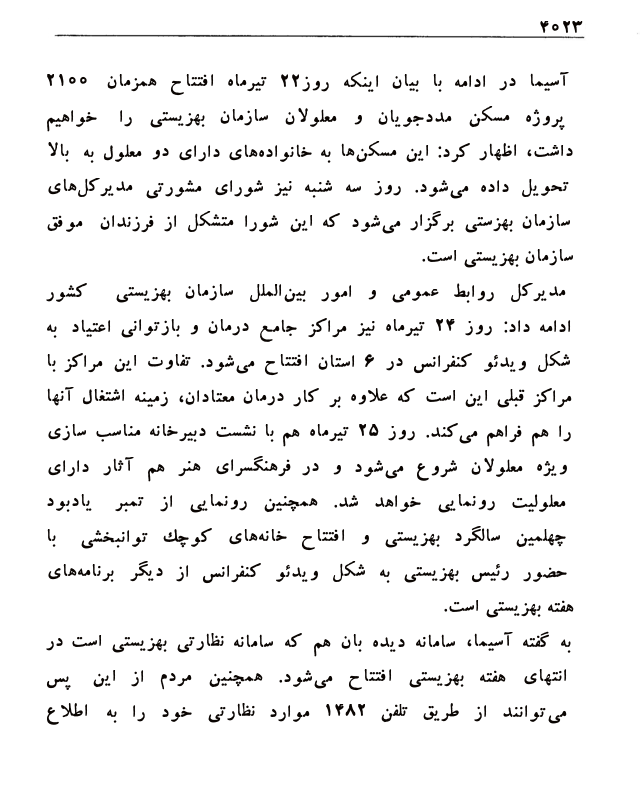 ۴۰۲۳
آسیما در ادامه با بیان اینکه روز۲۲ تیرماه افتتاح همزمان ۲۱۰۰
پروژه مسکن مددجویان و معلولان سازمان بهزیستی را خواهیم
داشت، اظهار کرد: این مسکن‌ها به خانواده‌های دارای دو معلول به بالا
تحویل داده می‌شود. روز سه شنبه نیز شورای مشورتی مدیرکل‌های
سازمان بهزستی برگزار می‌شود که این شورا متشکل از فرزندان موفق
سازمان بهزیستی است.
مدیرکل روابط عمومی و امور بین‌الملل سازمان بهزیستی کشور
ادامه داد: روز ۲۴ تیرماه نیز مراکز جامع درمان و بازتوانی اعتیاد به
شکل ویدئو کنفرانس در ۶ استان افتتاح می‌شود. تفاوت این مراکز با
مراکز قبلی این است که علاوه بر کار درمان معتادان، زمینه اشتغال آنها
را هم فراهم می‌کند. روز ۲۵ تیرماه هم با نشست دبیرخانه مناسب سازی
ویژه معلولان شروع می‌شود و در فرهنگسرای هنر هم آثار دارای
معلولیت رونمایی خواهد شد. همچنین رونمایی از تمبر یادبود
چهلمین سالگرد بهزیستی و افتتاح خانه‌های کوچك توانبخشی با
حضور رئیس بهزیستی به شکل ویدئو کنفرانس از دیگر برنامه‌های
هفته بهزیستی است.
به گفته آسیما، سامانه دیده بان هم که سامانه نظارتی بهزیستی است در
انتهای هفته بهزیستی افتتاح می‌شود. همچنین مردم از این پس
می‌توانند از طریق تلفن ۱۴۸۲ موارد نظارتی خود را به اطلاع